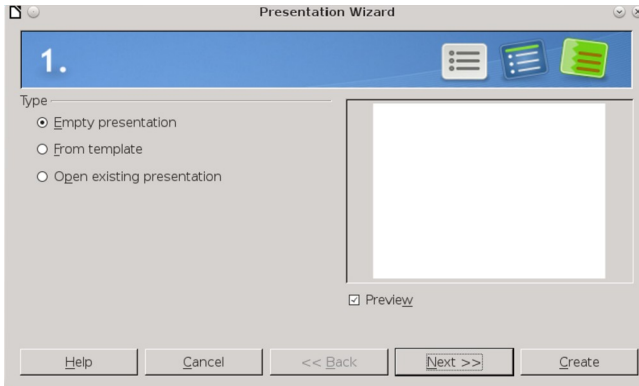 Presentation Wizard
1.
Type
Empty presentation
From template
Open existing presentation
Preview
Help
Cancel
<< Back
Next >>
Create